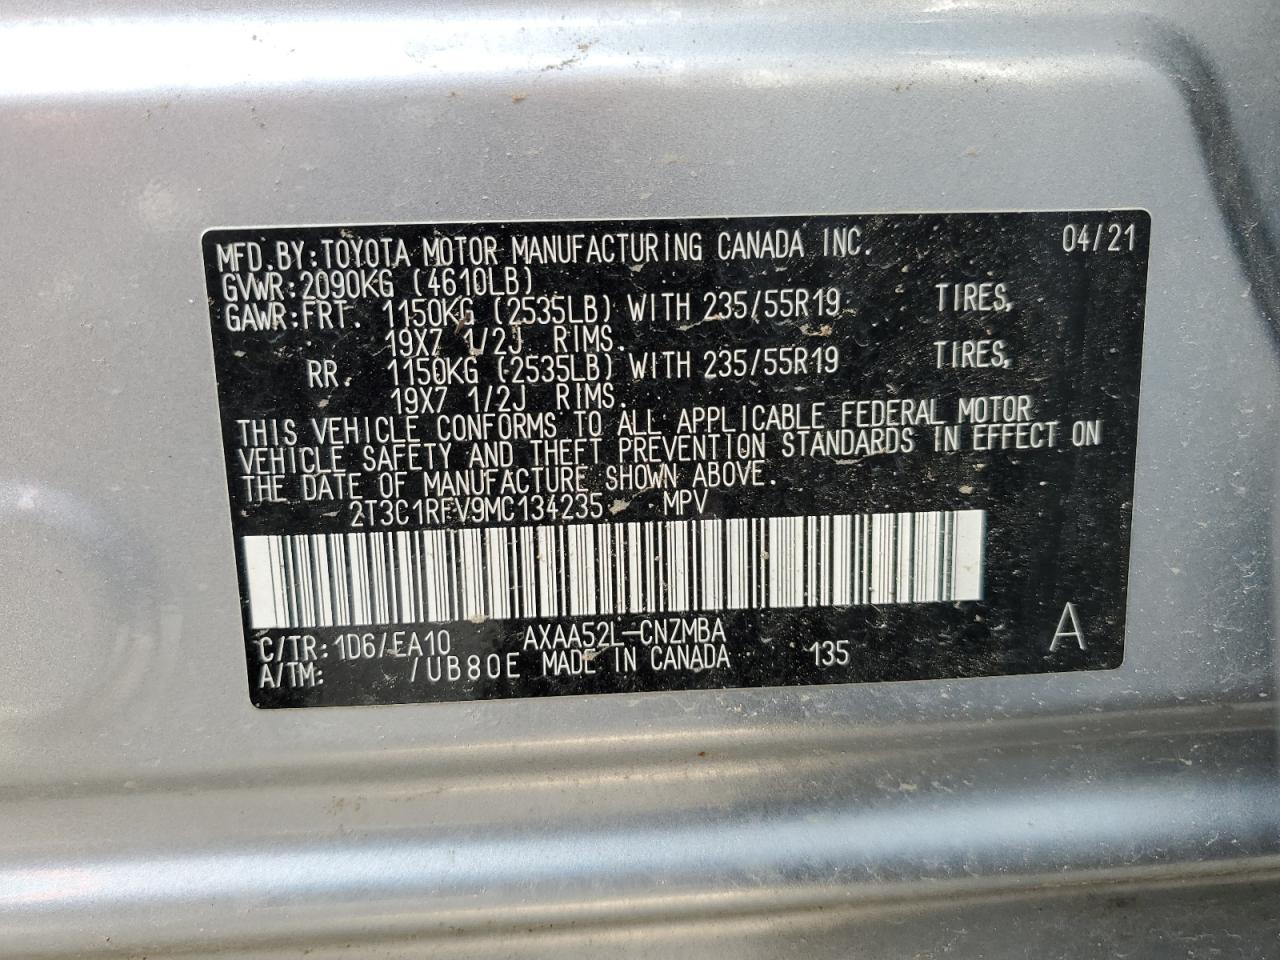 MFD.BY:TOYOTA MOTOR MANUFACTURING CANADA INC. 04/21
GVWR:2090KG (4610LB)
GAWR:FRT. 1150KG (2535LB) WITH 235/55R19 TIRES,
19X7 1/2J RIMS.
RR. 1150KG (2535LB) WITH 235/55R19 TIRES,
19X7 1/2J RIMS.
THIS VEHICLE CONFORMS TO ALL APPLICABLE FEDERAL MOTOR
VEHICLE SAFETY AND THEFT PREVENTION STANDARDS IN EFFECT ON
THE DATE OF MANUFACTURE SHOWN ABOVE.
2T3C1RFV9MC134235 MPV
C/TR:1D6/EA10 AXAA52L-CNZMBA A
A/TM: /UB80E MADE IN CANADA 135